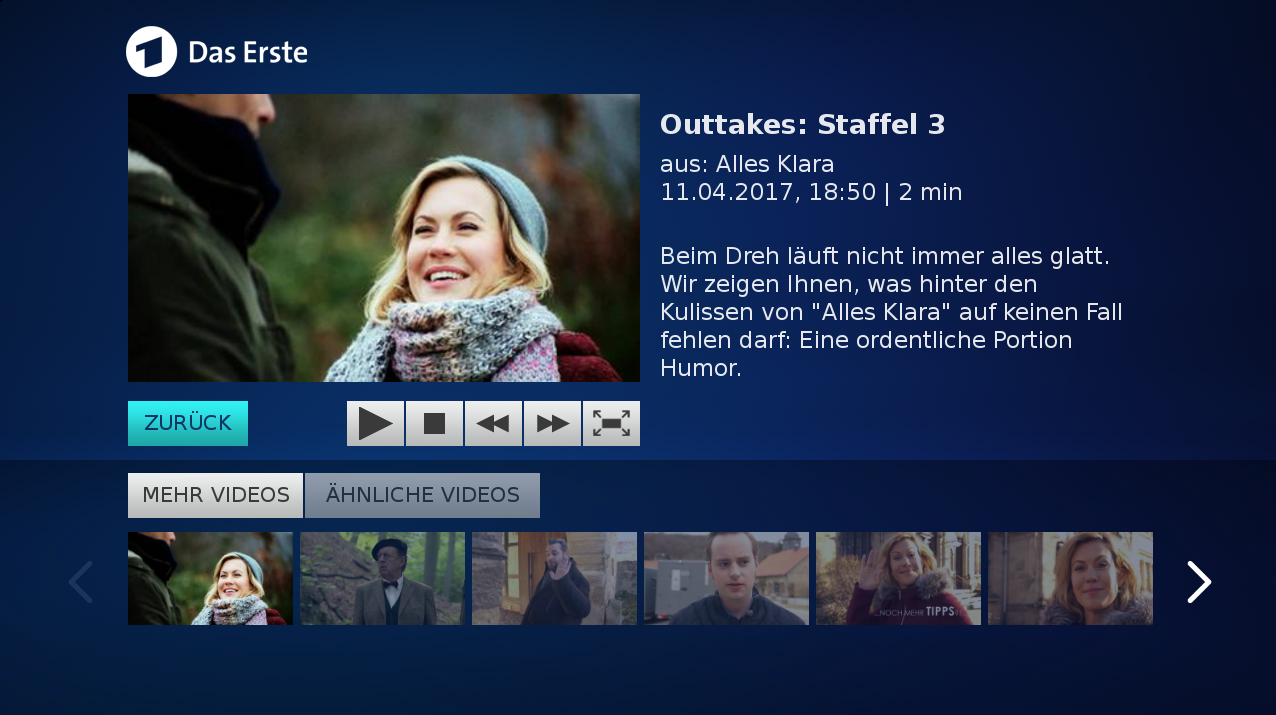 Das Erste
Outtakes: Staffel 3
aus: Alles Klara
11.04.2017, 18:50 | 2 min
Beim Dreh läuft nicht immer alles glatt.
Wir zeigen Ihnen, was hinter den
Kulissen von "Alles Klara" auf keinen Fall
fehlen darf: Eine ordentliche Portion
Humor.
ZURÜCK
MEHR VIDEOS
ÄHNLICHE VIDEOS
NOCH MEHR TIPPS